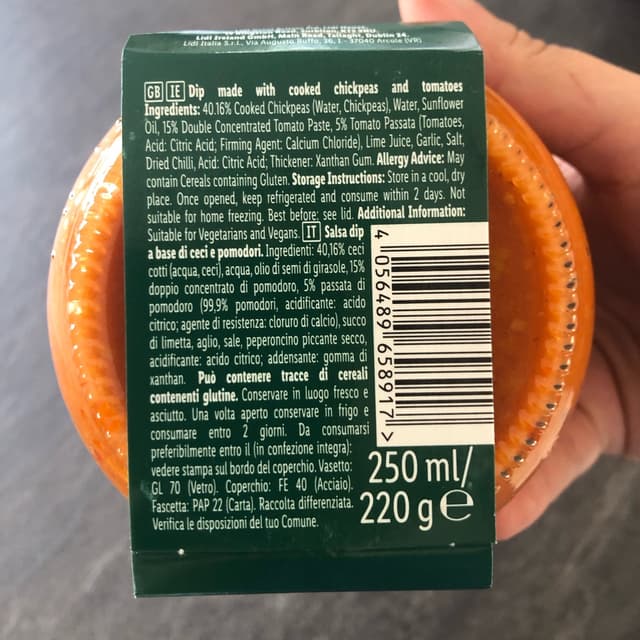 Lidl Ireland GmbH, Main Road, Tallaght, Dublin 24.
Lidl Italia S.r.l., Via Augusto Ruffo, 36, I - 37040 Arcole (VR)
GB IE Dip made with cooked chickpeas and tomatoes
Ingredients: 40.16% Cooked Chickpeas (Water, Chickpeas), Water, Sunflower
Oil, 15% Double Concentrated Tomato Paste, 5% Tomato Passata (Tomatoes,
Acid: Citric Acid; Firming Agent: Calcium Chloride), Lime Juice, Garlic, Salt,
Dried Chilli, Acid: Citric Acid; Thickener: Xanthan Gum. Allergy Advice: May
contain Cereals containing Gluten. Storage Instructions: Store in a cool, dry
place. Once opened, keep refrigerated and consume within 2 days. Not
suitable for home freezing. Best before: see lid. Additional Information:
Suitable for Vegetarians and Vegans. IT Salsa dip
a base di ceci e pomodori. Ingredienti: 40,16% ceci
cotti (acqua, ceci), acqua, olio di semi di girasole, 15%
doppio concentrato di pomodoro, 5% passata di
pomodoro (99,9% pomodori, acidificante: acido
citrico; agente di resistenza: cloruro di calcio), succo
di limetta, aglio, sale, peperoncino piccante secco,
acidificante: acido citrico; addensante: gomma di
xanthan. Può contenere tracce di cereali
contenenti glutine. Conservare in luogo fresco e
asciutto. Una volta aperto conservare in frigo e
consumare entro 2 giorni. Da consumarsi
preferibilmente entro il (in confezione integra):
vedere stampa sul bordo del coperchio. Vasetto:
GL 70 (Vetro). Coperchio: FE 40 (Acciaio).
Fascetta: PAP 22 (Carta). Raccolta differenziata.
Verifica le disposizioni del tuo Comune.
4 056489 658917 >
250 ml/
220 g e